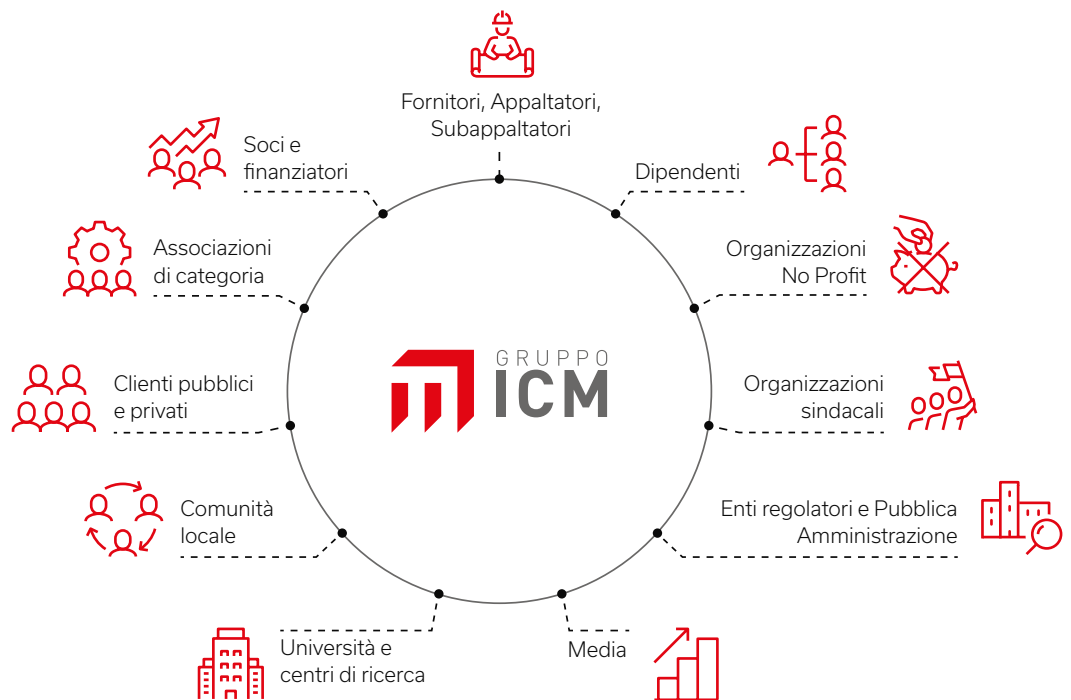 Fornitori, Appaltatori,
Subappaltatori
Soci e
finanziatori
Dipendenti
Associazioni
di categoria
Organizzazioni
No Profit
GRUPPO
ICM
Clienti pubblici
e privati
Organizzazioni
sindacali
Comunità
locale
Enti regolatori e Pubblica
Amministrazione
Università e
centri di ricerca
Media